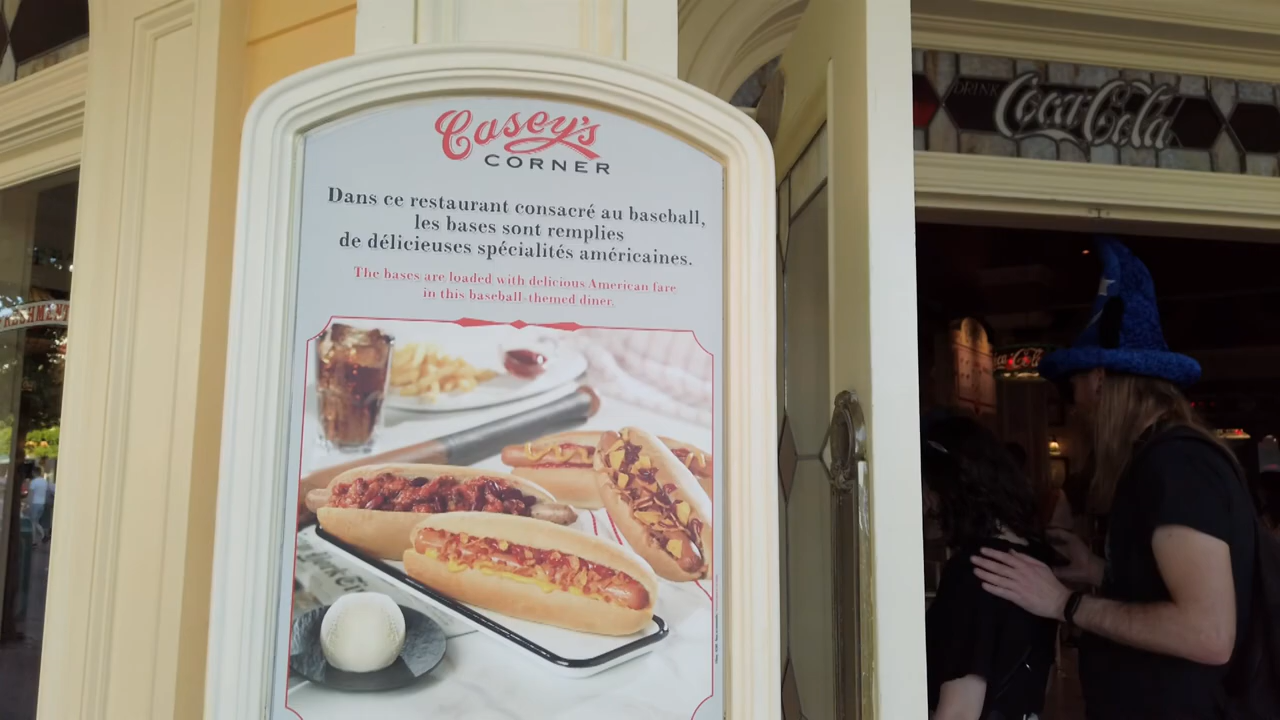 Casey's
CORNER
Dans ce restaurant consacré au baseball,
les bases sont remplies
de délicieuses spécialités américaines.
The bases are loaded with delicious American fare
in this baseball-themed diner.
DRINK
Coca-Cola